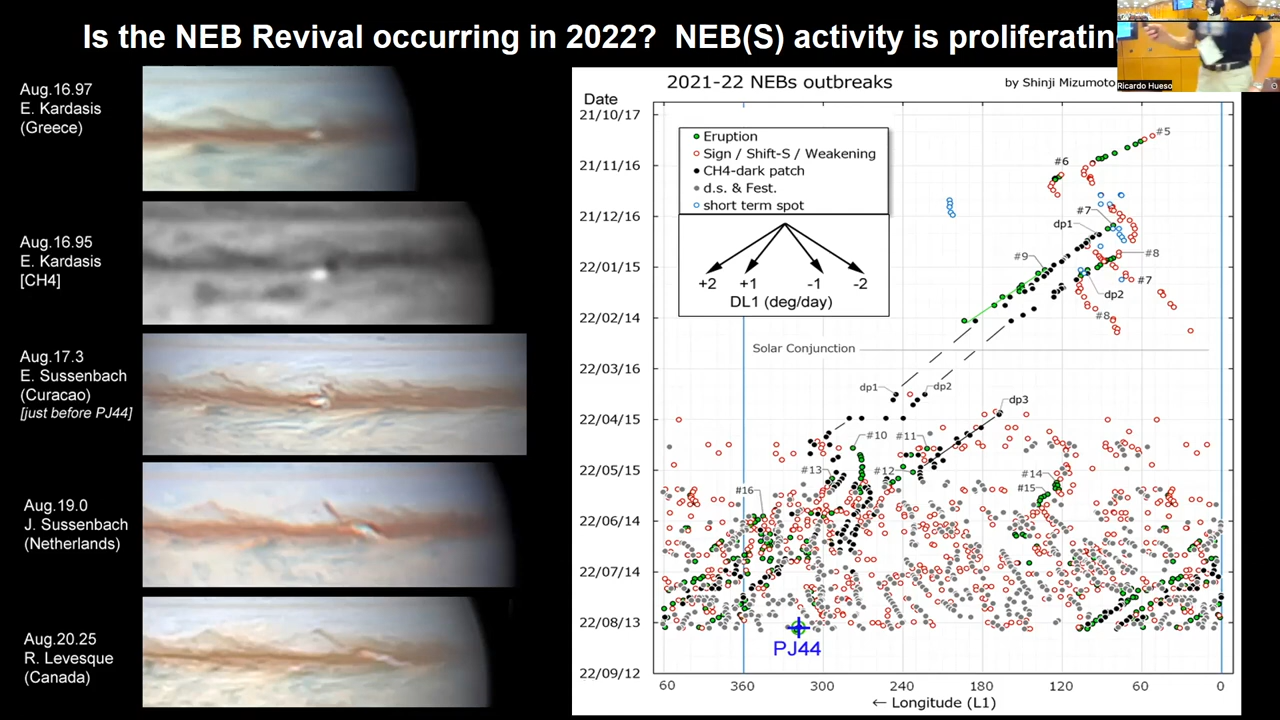 Is the NEB Revival occurring in 2022? NEB(S) activity is proliferatin
Ricardo Hueso
Aug.16.97
E. Kardasis
(Greece)
Aug.16.95
E. Kardasis
[CH4]
Aug.17.3
E. Sussenbach
(Curacao)
[just before PJ44]
Aug.19.0
J. Sussenbach
(Netherlands)
Aug.20.25
R. Levesque
(Canada)
2021-22 NEBs outbreaks
by Shinji Mizumoto
Date
21/10/17
21/11/16
21/12/16
22/01/15
22/02/14
22/03/16
22/04/15
22/05/15
22/06/14
22/07/14
22/08/13
22/09/12
Eruption
Sign / Shift-S / Weakening
CH4-dark patch
d.s. & Fest.
short term spot
+2 +1 -1 -2
DL1 (deg/day)
#5
#6
#7
dp1
#8
#9
#7
dp2
#8
Solar Conjunction
dp1
dp2
dp3
#10
#11
#13
#12
#14
#15
#16
PJ44
60 360 300 240 180 120 60 0
← Longitude (L1)